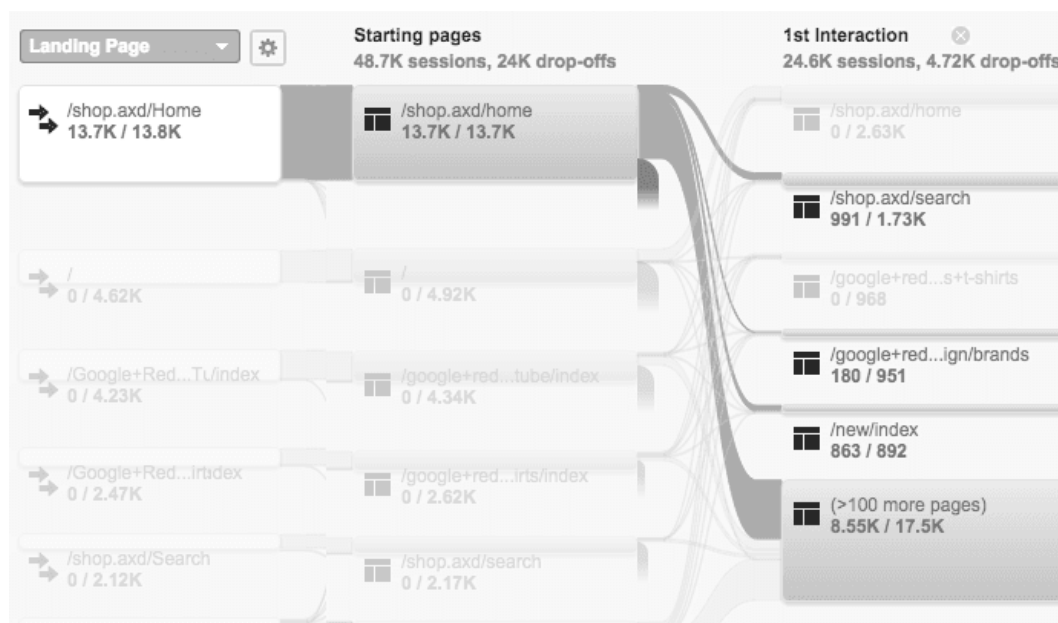 Landing Page
Starting pages
48.7K sessions, 24K drop-offs
1st Interaction
24.6K sessions, 4.72K drop-offs
/shop.axd/Home
13.7K / 13.8K
/
0 / 4.62K
/Google+Red...Tu/index
0 / 4.23K
/Google+Red...irts/index
0 / 2.47K
/shop.axd/Search
0 / 2.12K
/shop.axd/home
13.7K / 13.7K
/
0 / 4.92K
/google+red...tube/index
0 / 4.34K
/google+red...irts/index
0 / 2.62K
/shop.axd/search
0 / 2.17K
/shop.axd/home
0 / 2.63K
/shop.axd/search
991 / 1.73K
/google+red...s+t-shirts
0 / 968
/google+red...ign/brands
180 / 951
/new/index
863 / 892
(>100 more pages)
8.55K / 17.5K